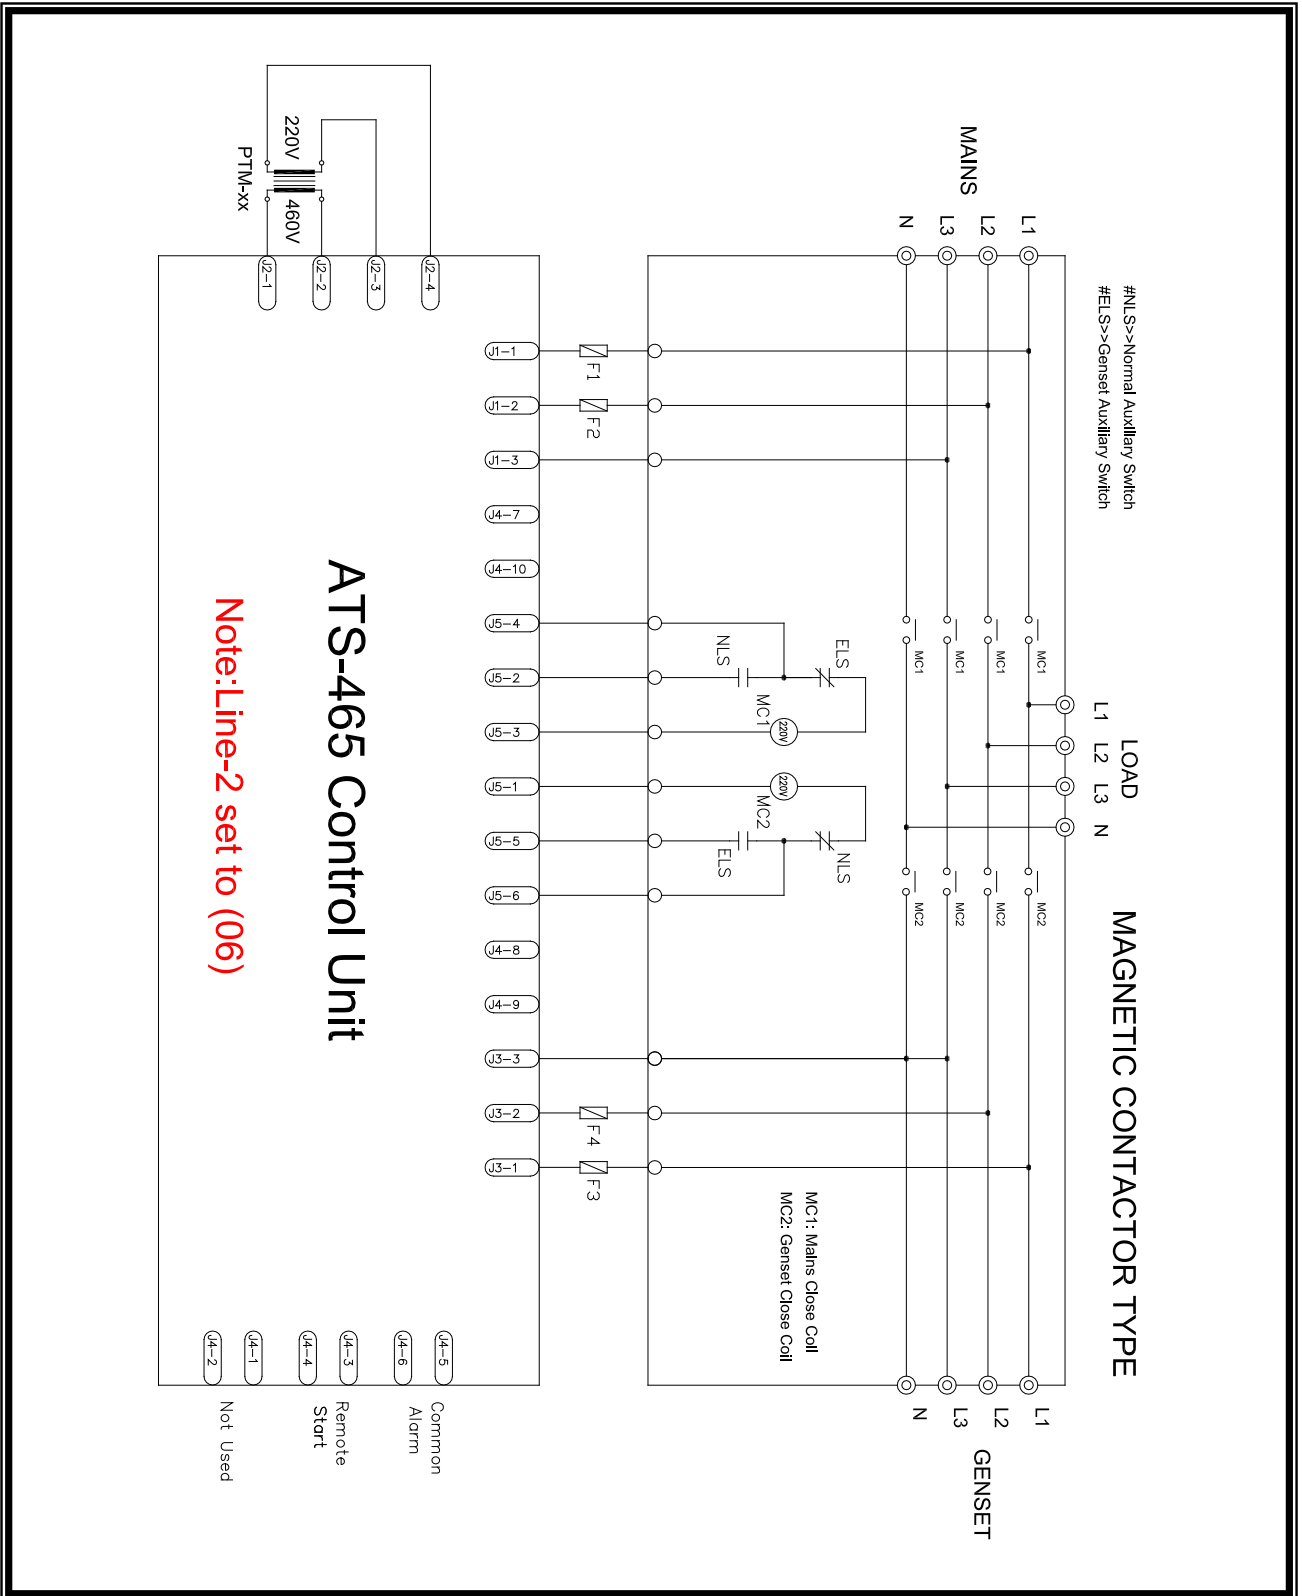 MAGNETIC CONTACTOR TYPE
#NLS>>Normal Auxiliary Switch
#ELS>>Genset Auxiliary Switch
LOAD
L1 L2 L3 N
MAINS
L1
L2
L3
N
MC1
MC1
MC1
MC1
MC2
MC2
MC2
MC2
GENSET
L1
L2
L3
N
ELS
NLS
MC1
220V
220V
MC2
NLS
ELS
MC1: Mains Close Coil
MC2: Genset Close Coil
F1
F2
F4
F3
J1-1
J1-2
J1-3
J4-7
J4-10
J5-4
J5-2
J5-3
J5-1
J5-5
J5-6
J4-8
J4-9
J3-3
J3-2
J3-1
J2-4
J2-3
J2-2
J2-1
220V
460V
PTM-xx
ATS-465 Control Unit
Note:Line-2 set to (06)
J4-5
J4-6
Common
Alarm
J4-3
J4-4
Remote
Start
J4-1
J4-2
Not Used